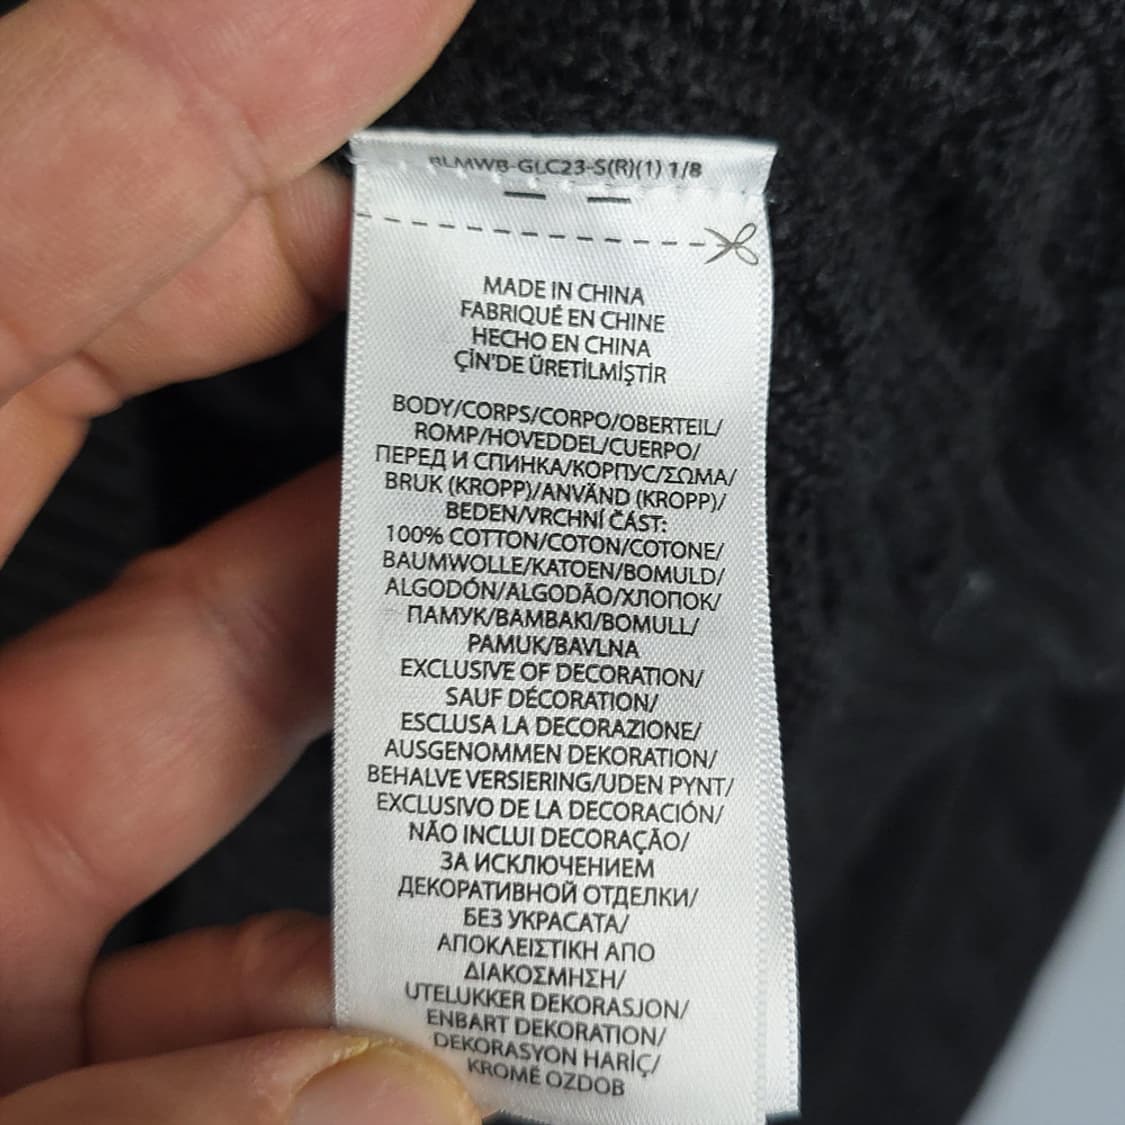 BLMWB-GLC23-S(R)(1) 1/8
MADE IN CHINA
FABRIQUÉ EN CHINE
HECHO EN CHINA
ÇİN'DE ÜRETİLMİŞTİR
BODY/CORPS/CORPO/OBERTEIL/
ROMP/HOVEDDEL/CUERPO/
ПЕРЕД И СПИНКА/КОРПУС/ΣΩΜΑ/
BRUK (KROPP)/ANVÄND (KROPP)/
BEDEN/VRCHNÍ ČÁST:
100% COTTON/COTON/COTONE/
BAUMWOLLE/KATOEN/BOMULD/
ALGODÓN/ALGODÃO/ХЛОПОК/
ПАМУК/ΒΑΜΒΑΚΙ/BOMULL/
PAMUK/BAVLNA
EXCLUSIVE OF DECORATION/
SAUF DÉCORATION/
ESCLUSA LA DECORAZIONE/
AUSGENOMMEN DEKORATION/
BEHALVE VERSIERING/UDEN PYNT/
EXCLUSIVO DE LA DECORACIÓN/
NÃO INCLUI DECORAÇÃO/
ЗА ИСКЛЮЧЕНИЕМ
ДЕКОРАТИВНОЙ ОТДЕЛКИ/
БЕЗ УКРАСАТА/
ΑΠΟΚΛΕΙΣΤΙΚΗ ΑΠΟ
ΔΙΑΚΟΣΜΗΣΗ/
UTELUKKER DEKORASJON/
ENBART DEKORATION/
DEKORASYON HARİÇ/
KROMĚ OZDOB